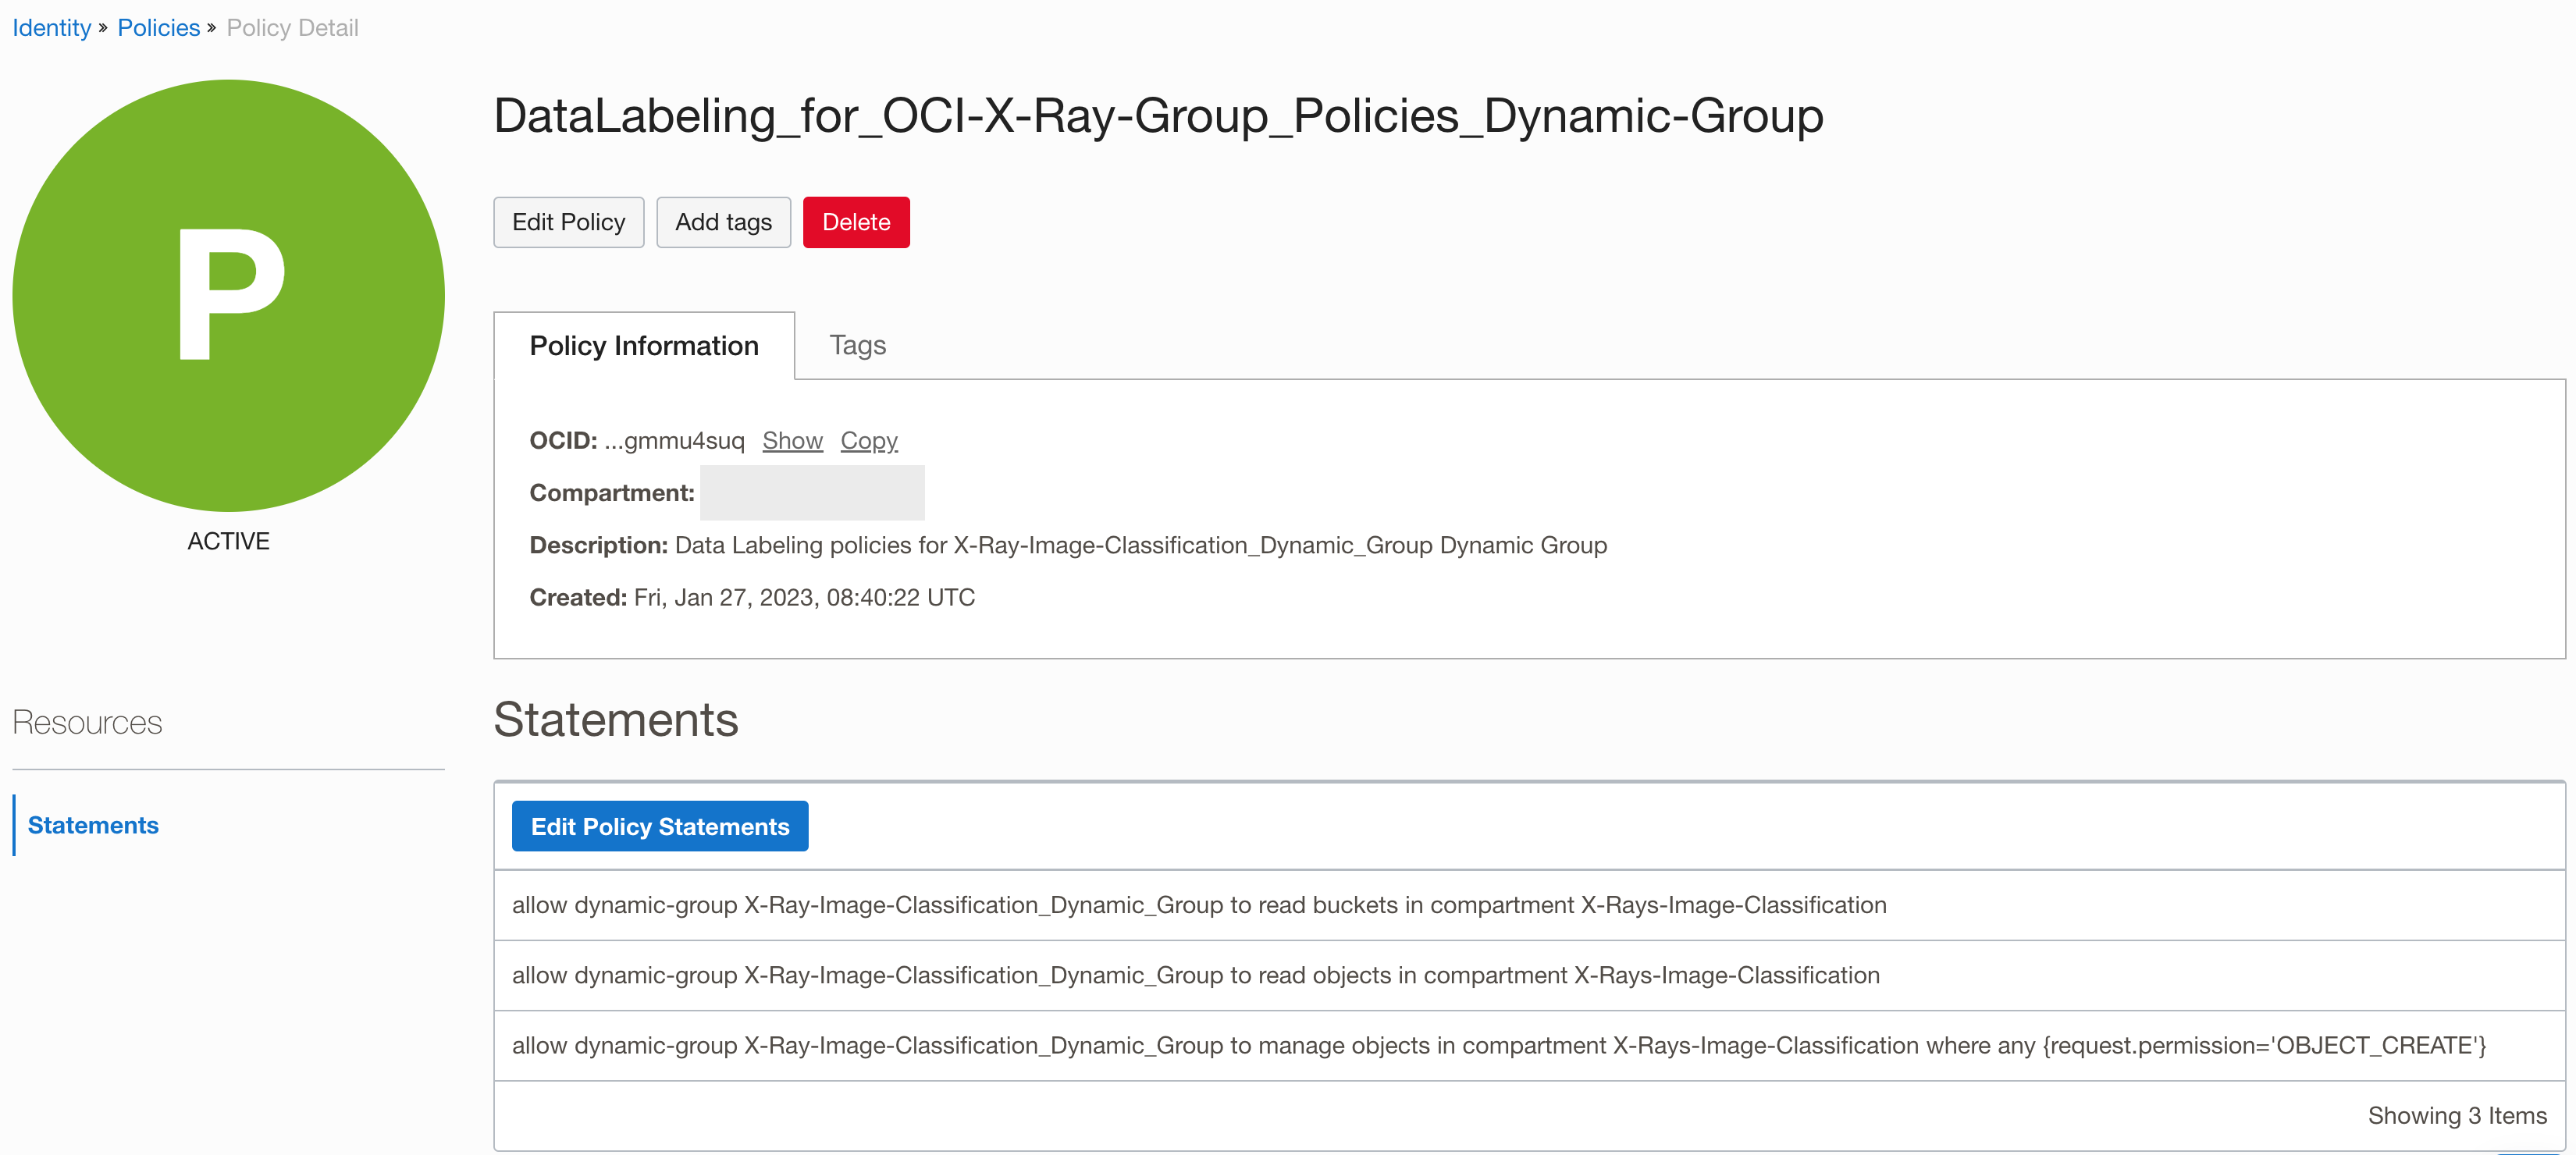 Identity » Policies » Policy Detail
P
ACTIVE
DataLabeling_for_OCI-X-Ray-Group_Policies_Dynamic-Group
Edit Policy Add tags Delete
Policy Information Tags
OCID: ...gmmu4suq Show Copy
Compartment:
Description: Data Labeling policies for X-Ray-Image-Classification_Dynamic_Group Dynamic Group
Created: Fri, Jan 27, 2023, 08:40:22 UTC
Resources
Statements
Statements
Edit Policy Statements
allow dynamic-group X-Ray-Image-Classification_Dynamic_Group to read buckets in compartment X-Rays-Image-Classification
allow dynamic-group X-Ray-Image-Classification_Dynamic_Group to read objects in compartment X-Rays-Image-Classification
allow dynamic-group X-Ray-Image-Classification_Dynamic_Group to manage objects in compartment X-Rays-Image-Classification where any {request.permission='OBJECT_CREATE'}
Showing 3 Items